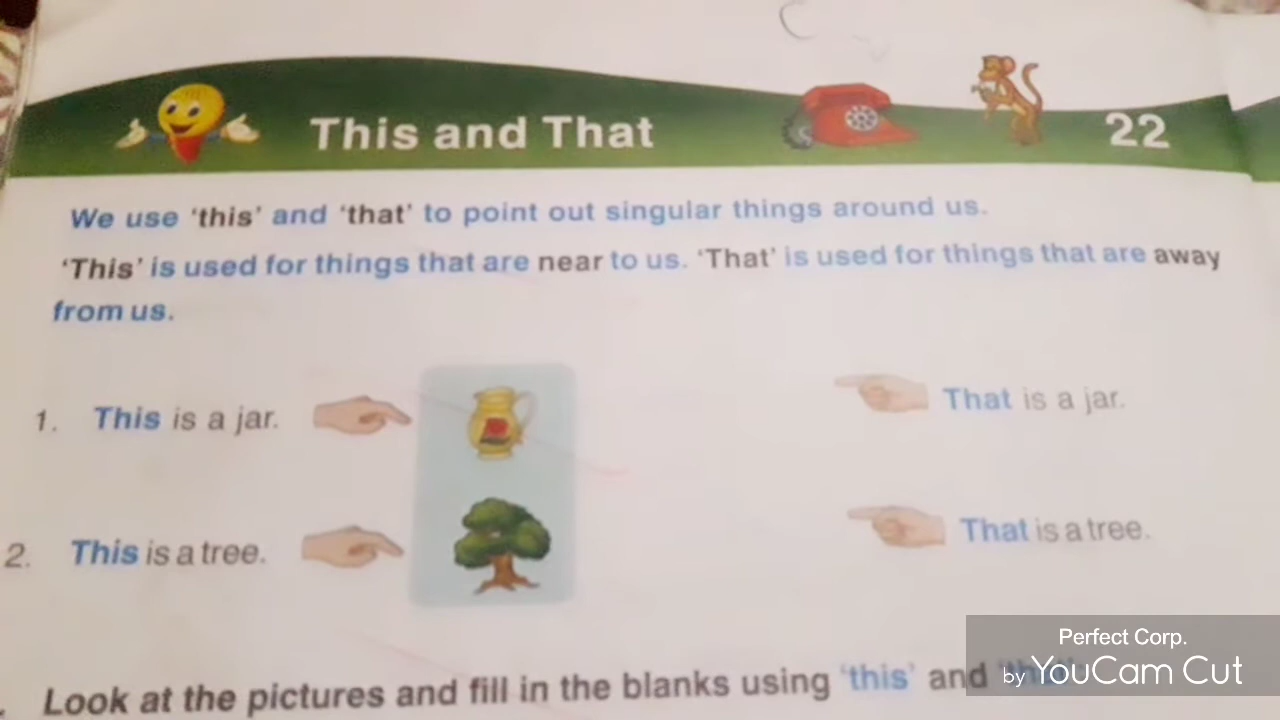 This and That
22
We use ‘this’ and ‘that’ to point out singular things around us.
‘This’ is used for things that are near to us. ‘That’ is used for things that are away
from us.
1. This is a jar.
That is a jar.
2. This is a tree.
That is a tree.
Look at the pictures and fill in the blanks using ‘this’ and
Perfect Corp.
by YouCam Cut